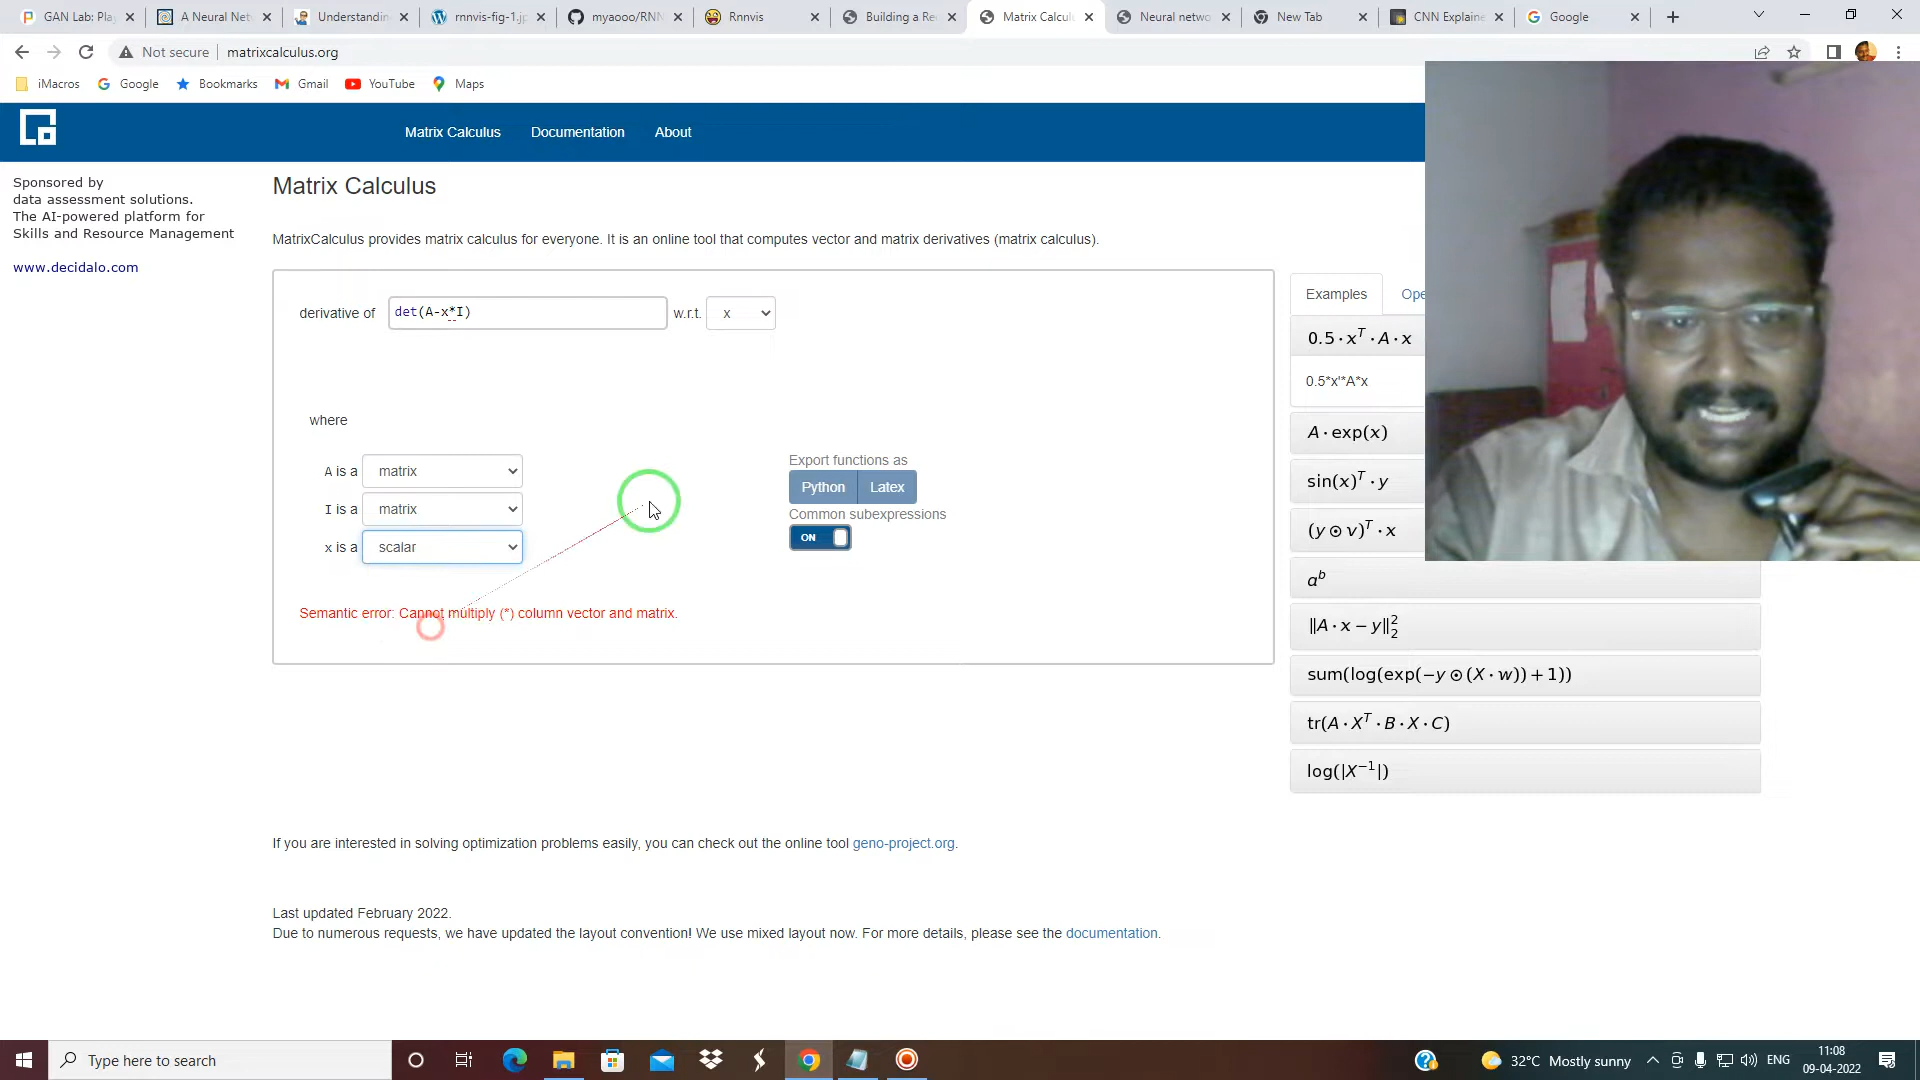 GAN Lab: Play
A Neural Net
Understandin
rnnvis-fig-1.jp
myaooo/RNN
Rnnvis
Building a Re
Matrix Calcul
Neural netwo
New Tab
CNN Explaine
Google
Not secure
matrixcalculus.org
iMacros
Google
Bookmarks
Gmail
YouTube
Maps
Matrix Calculus
Documentation
About
Sponsored by
data assessment solutions.
The AI-powered platform for
Skills and Resource Management
www.decidalo.com
Matrix Calculus
MatrixCalculus provides matrix calculus for everyone. It is an online tool that computes vector and matrix derivatives (matrix calculus).
derivative of det(A-x*I) w.r.t. x
where
A is a matrix
I is a matrix
x is a scalar
Export functions as
Python Latex
Common subexpressions
ON
Semantic error: Cannot multiply (*) column vector and matrix.
Examples
Ope
0.5·xᵀ·A·x
0.5*x'*A*x
A·exp(x)
sin(x)ᵀ·y
(y⊙v)ᵀ·x
aᵇ
‖A·x−y‖₂²
sum(log(exp(−y⊙(X·w))+1))
tr(A·Xᵀ·B·X·C)
log(|X⁻¹|)
If you are interested in solving optimization problems easily, you can check out the online tool geno-project.org.
Last updated February 2022.
Due to numerous requests, we have updated the layout convention! We use mixed layout now. For more details, please see the documentation.
Type here to search
32°C Mostly sunny
ENG
11:08
09-04-2022